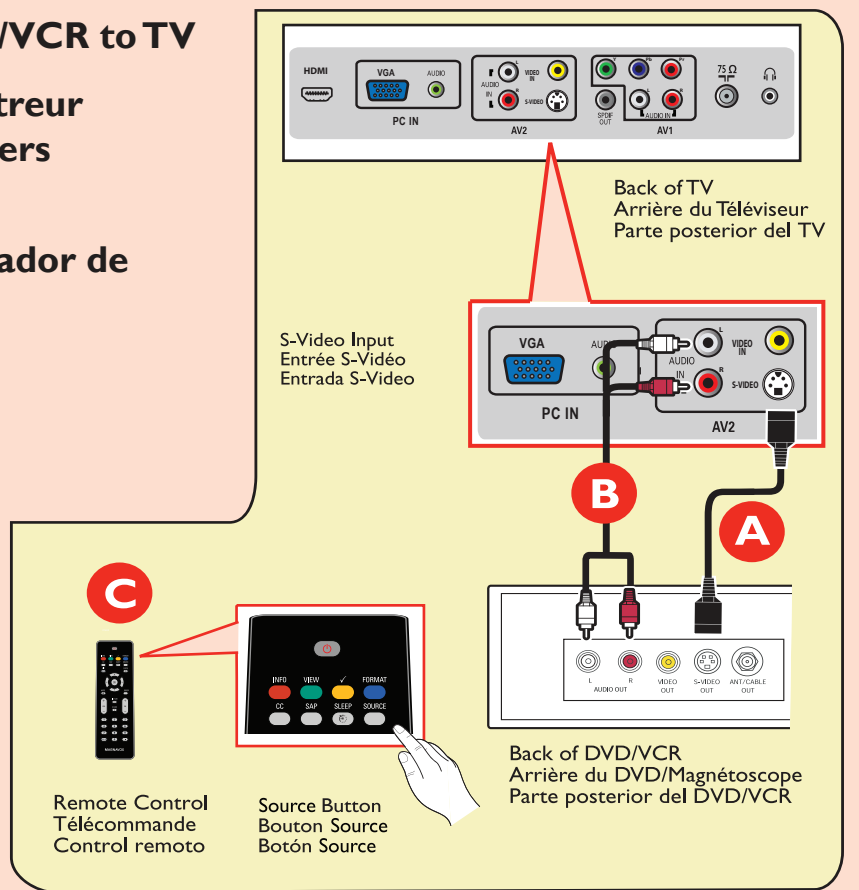 /VCR to TV
treur
ers
ador de
HDMI
VGA
AUDIO
PC IN
AUDIO
IN
L
R
VIDEO
IN
S-VIDEO
AV2
Y
Pb
Pr
SPDIF
OUT
L
R
AUDIO IN
AV1
75 Ω
Back of TV
Arrière du Téléviseur
Parte posterior del TV
S-Video Input
Entrée S-Vidéo
Entrada S-Video
VGA
AUDIO
PC IN
AUDIO
IN
L
R
VIDEO
IN
S-VIDEO
AV2
B
A
C
INFO
VIEW
✓
FORMAT
CC
SAP
SLEEP
SOURCE
MAGNAVOX
L
R
AUDIO OUT
VIDEO
OUT
S-VIDEO
OUT
ANT/CABLE
OUT
Remote Control
Télécommande
Control remoto
Source Button
Bouton Source
Botón Source
Back of DVD/VCR
Arrière du DVD/Magnétoscope
Parte posterior del DVD/VCR